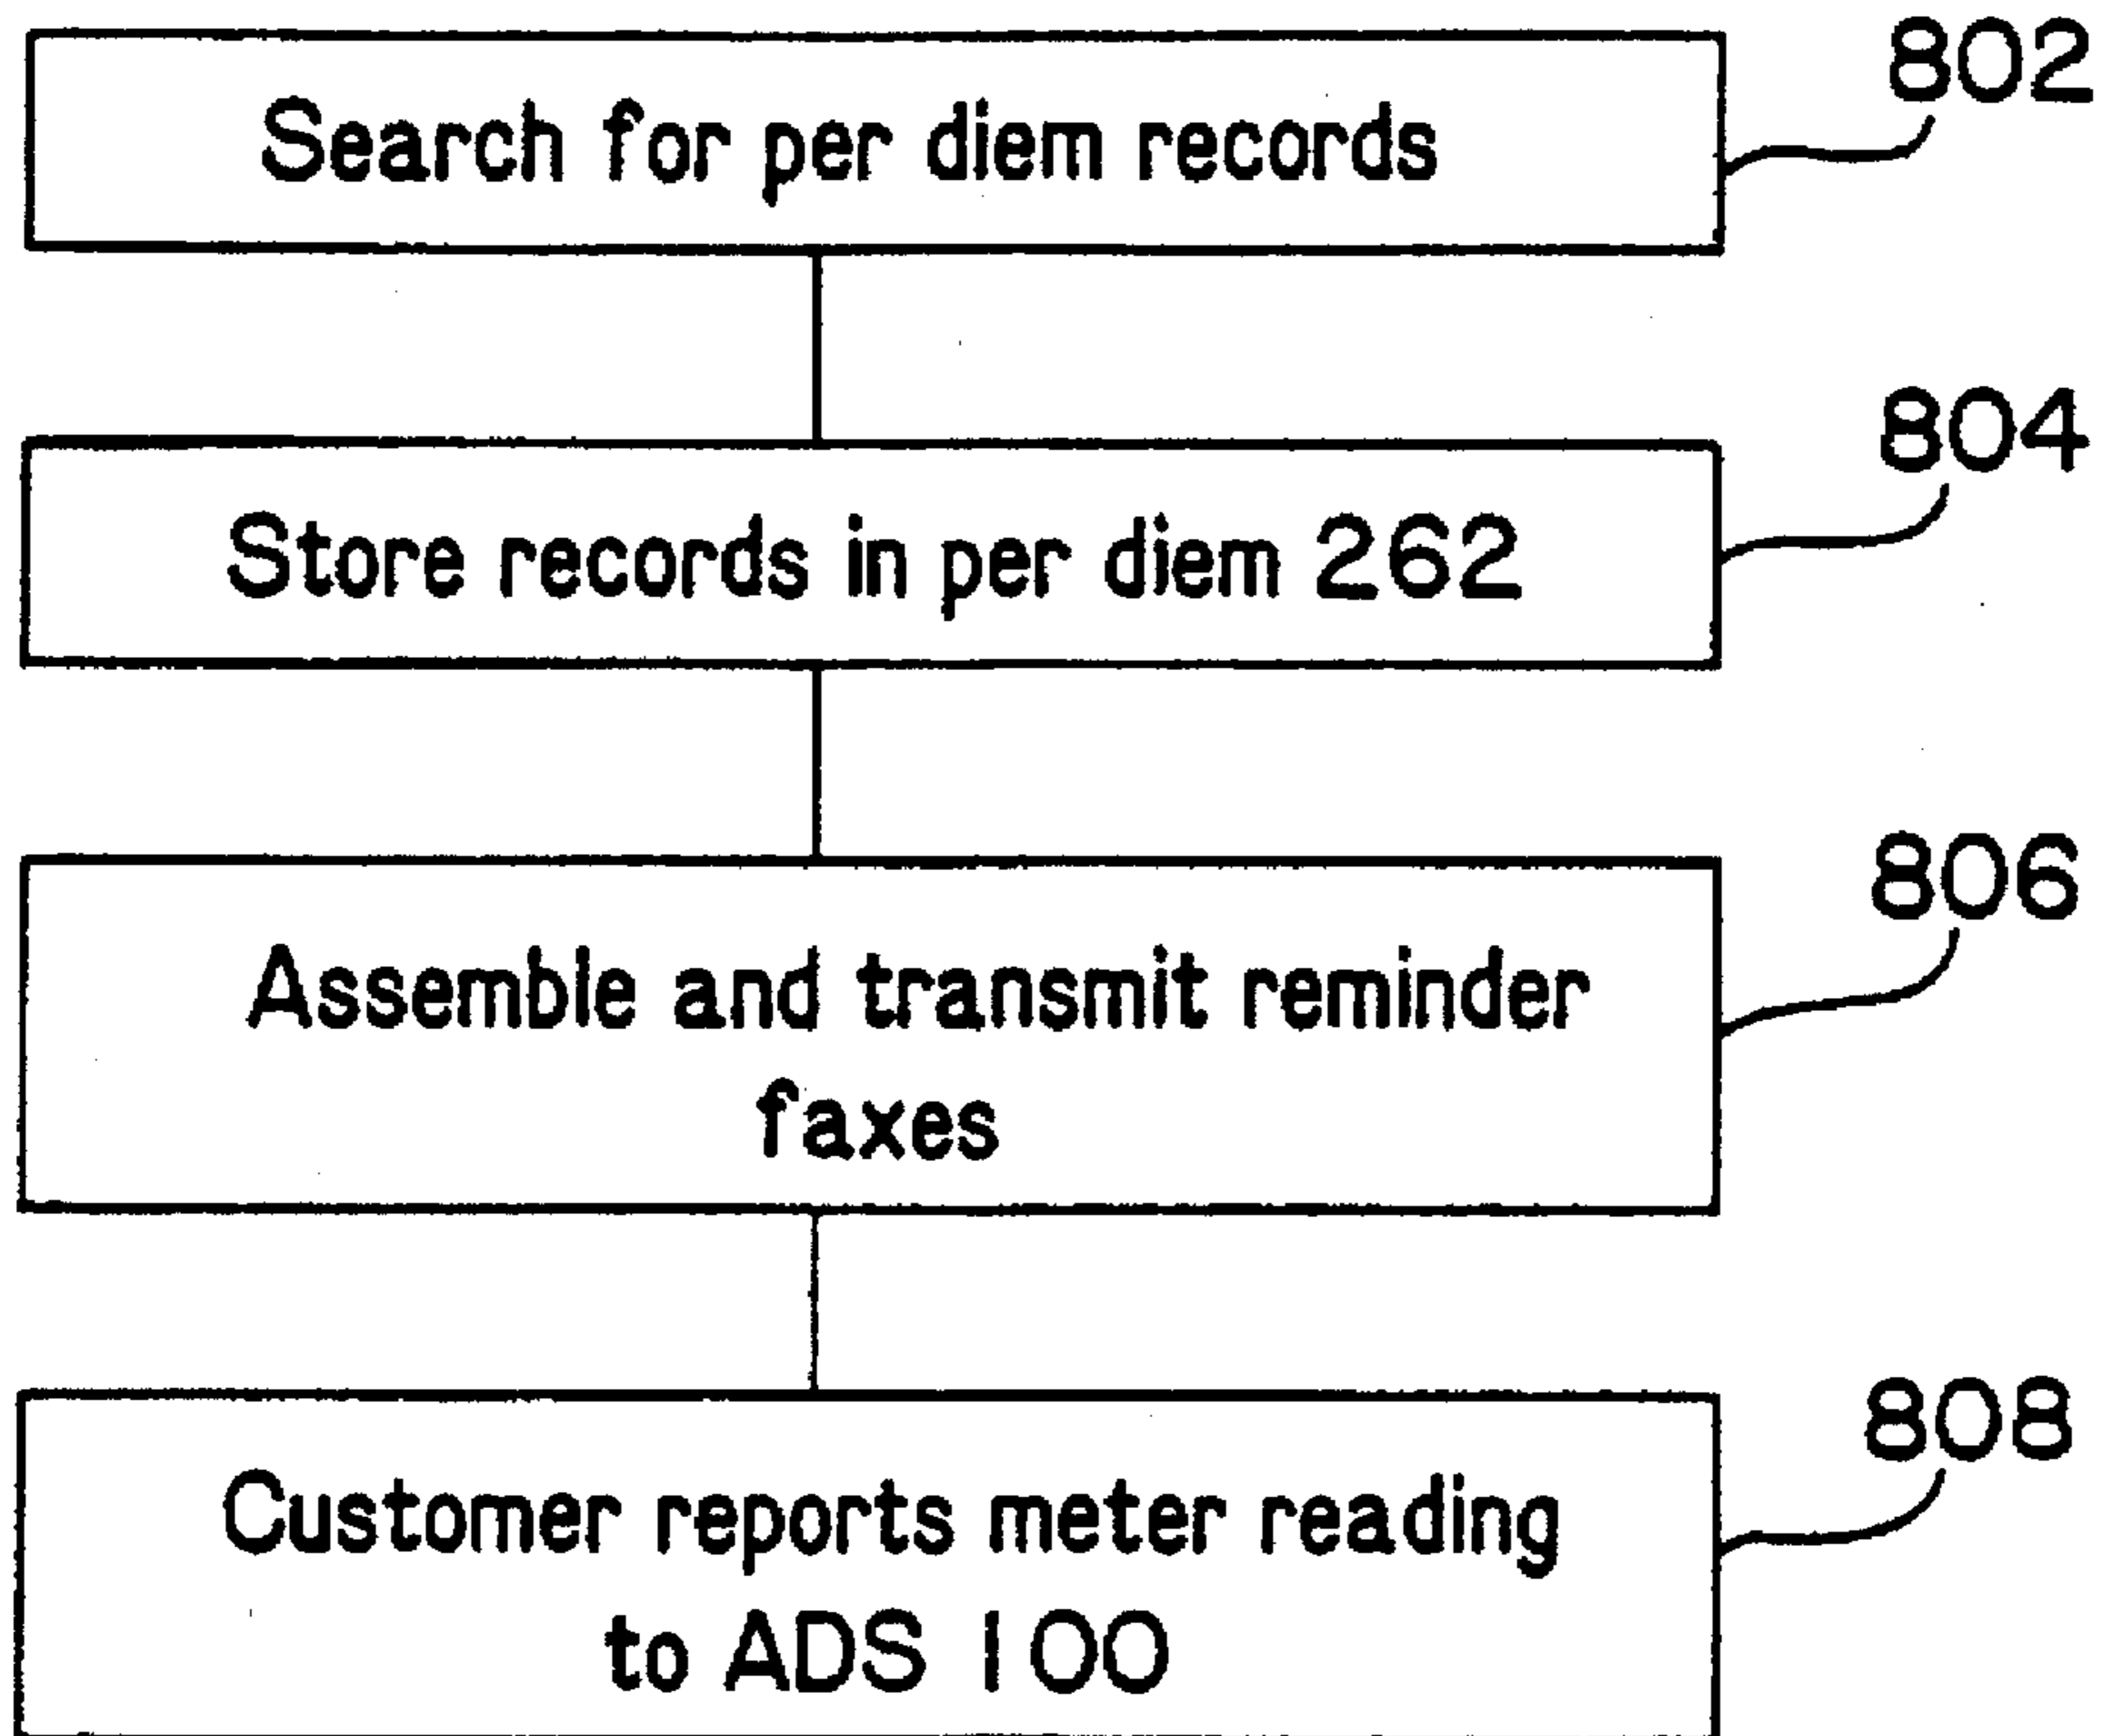 802
Search for per diem records
804
Store records in per diem 262
806
Assemble and transmit reminder
faxes
808
Customer reports meter reading
to ADS 100